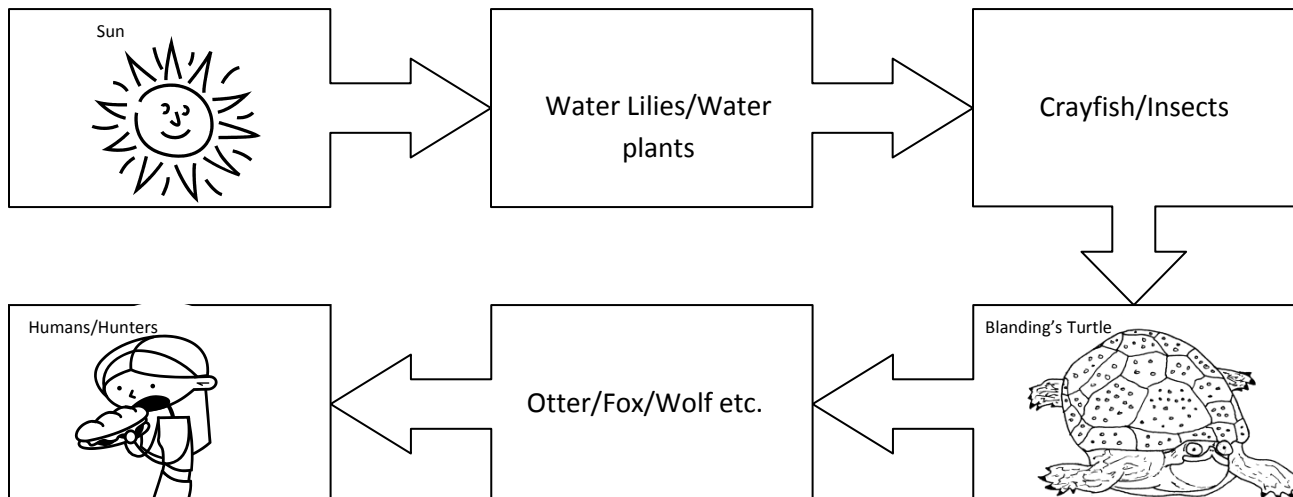 Sun
Water Lilies/Water
plants
Crayfish/Insects
Blanding’s Turtle
Otter/Fox/Wolf etc.
Humans/Hunters